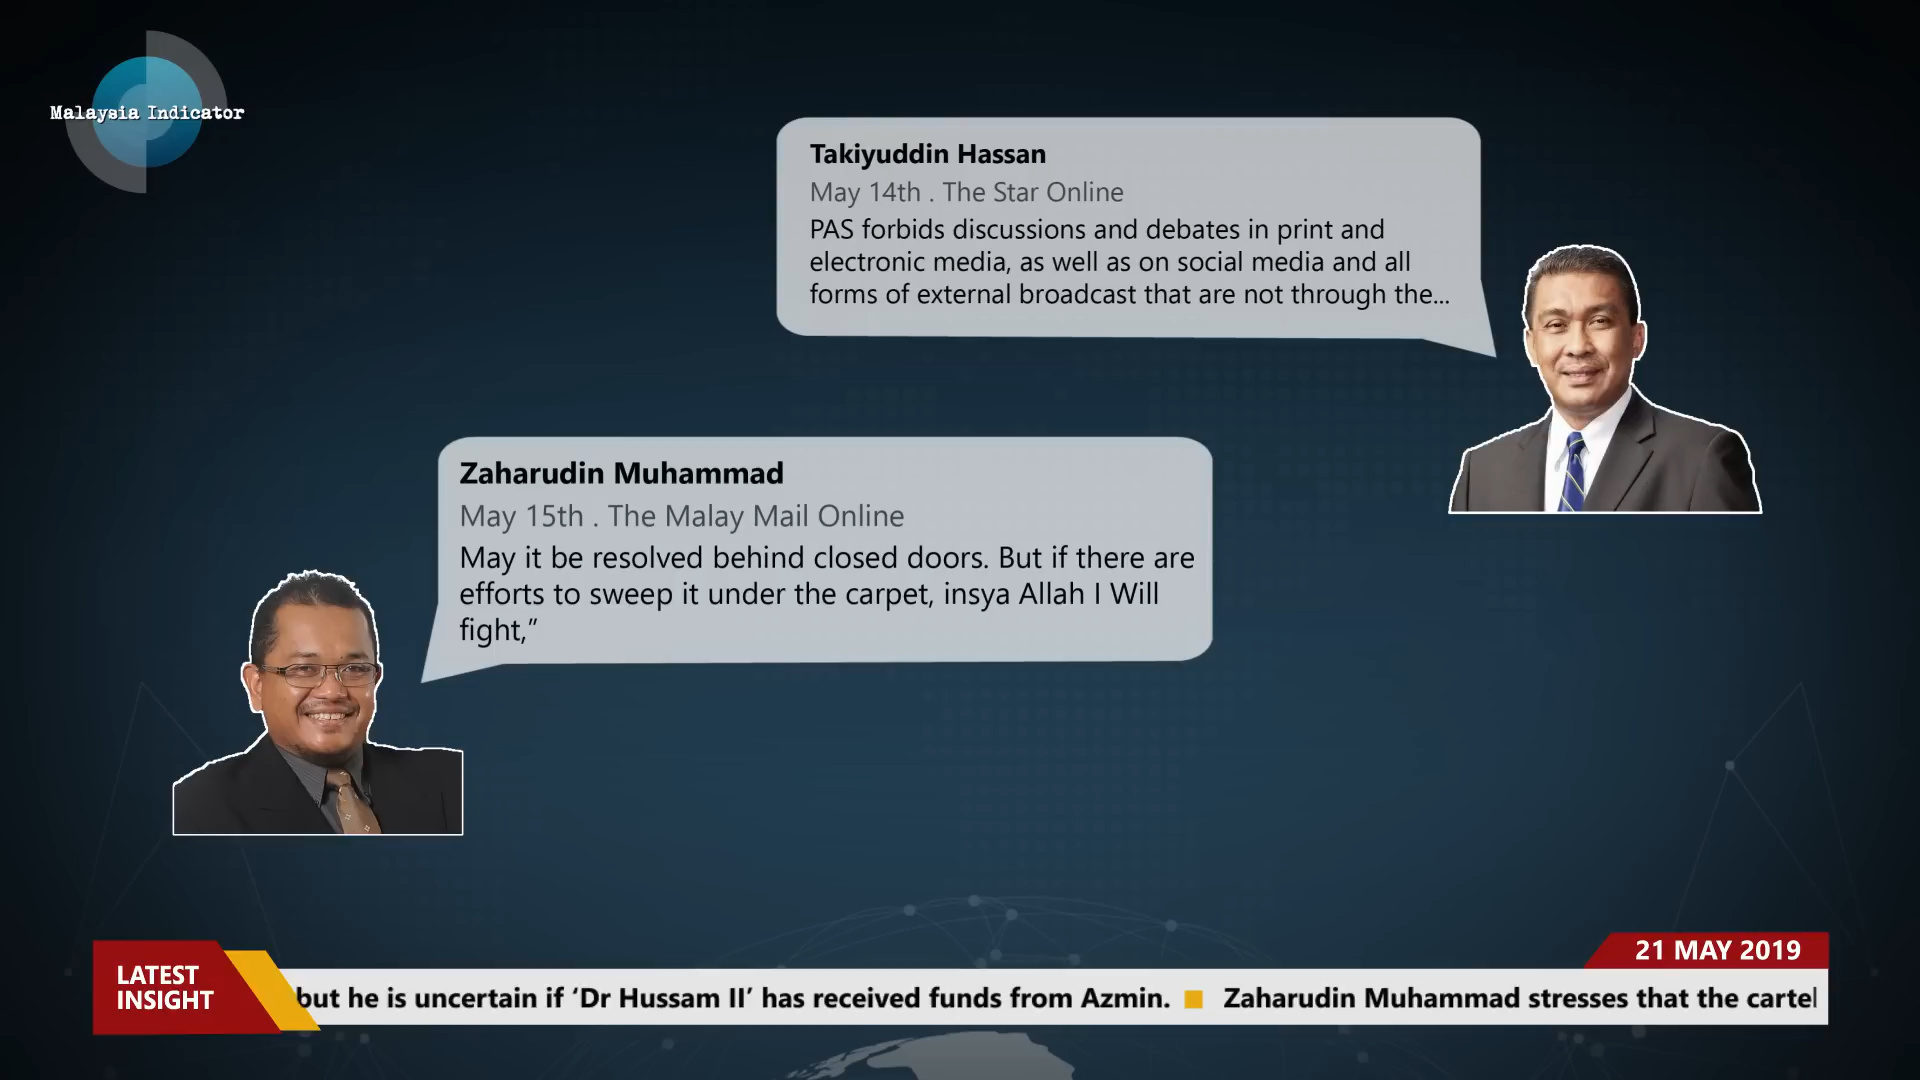 Malaysia Indicator
Takiyuddin Hassan
May 14th . The Star Online
PAS forbids discussions and debates in print and
electronic media, as well as on social media and all
forms of external broadcast that are not through the...
Zaharudin Muhammad
May 15th . The Malay Mail Online
May it be resolved behind closed doors. But if there are
efforts to sweep it under the carpet, insya Allah I Will
fight,”
21 MAY 2019
LATEST
INSIGHT
but he is uncertain if ‘Dr Hussam II’ has received funds from Azmin. Zaharudin Muhammad stresses that the cartel